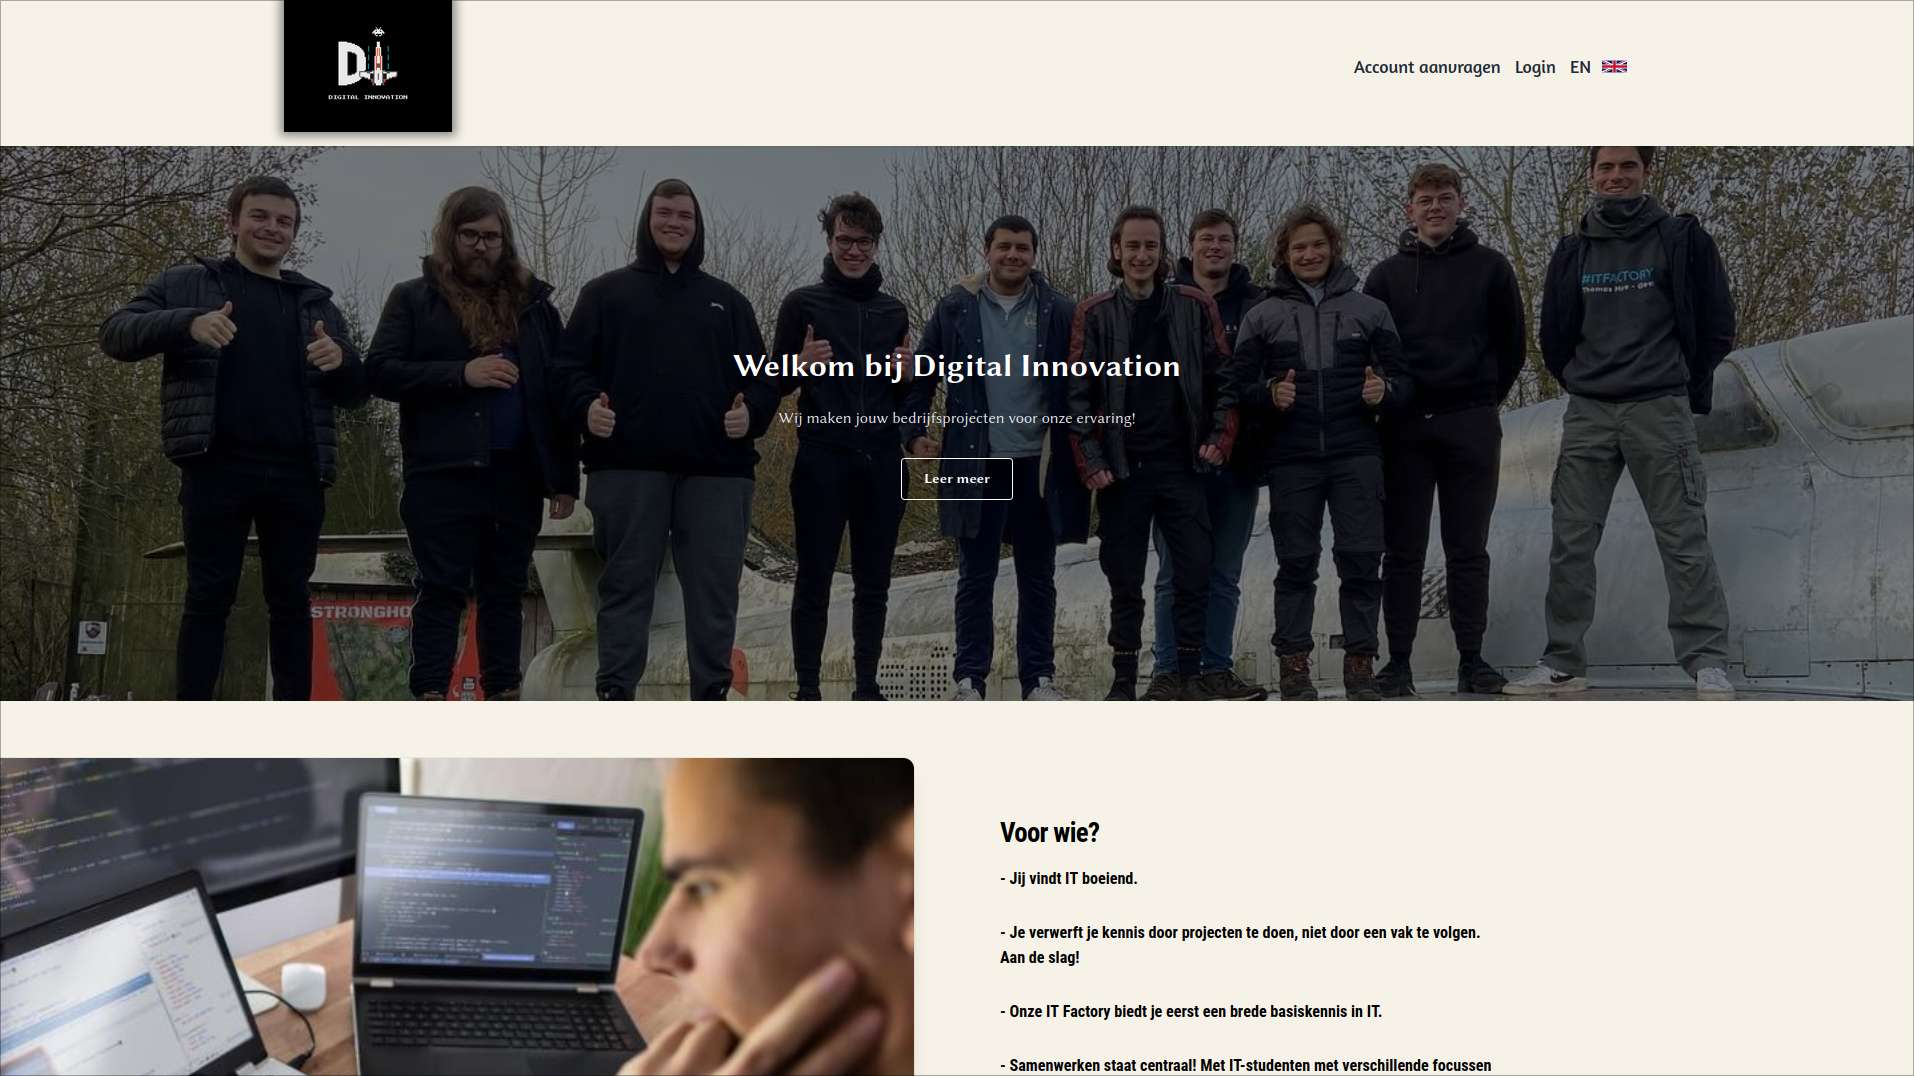 DIGITAL INNOVATION
Account aanvragen Login EN
#ITFACTORY
Thomas More - Geel
Welkom bij Digital Innovation
Wij maken jouw bedrijfsprojecten voor onze ervaring!
Leer meer
STRONGHO
Voor wie?
- Jij vindt IT boeiend.
- Je verwerft je kennis door projecten te doen, niet door een vak te volgen.
Aan de slag!
- Onze IT Factory biedt je eerst een brede basiskennis in IT.
- Samenwerken staat centraal! Met IT-studenten met verschillende focussen